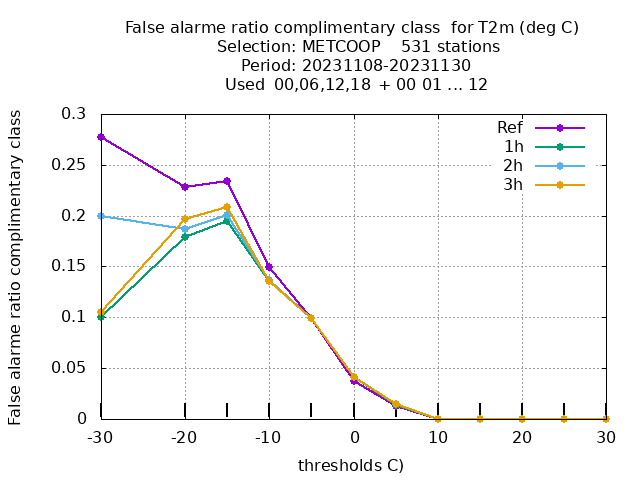 False alarme ratio complimentary class  for T2m (deg C)
Selection: METCOOP    531 stations
Period: 20231108-20231130
Used  00,06,12,18 + 00 01 ... 12
False alarme ratio complimentary class
0.3
0.25
0.2
0.15
0.1
0.05
0
Ref
1h
2h
3h
-30
-20
-10
0
10
20
30
thresholds C)